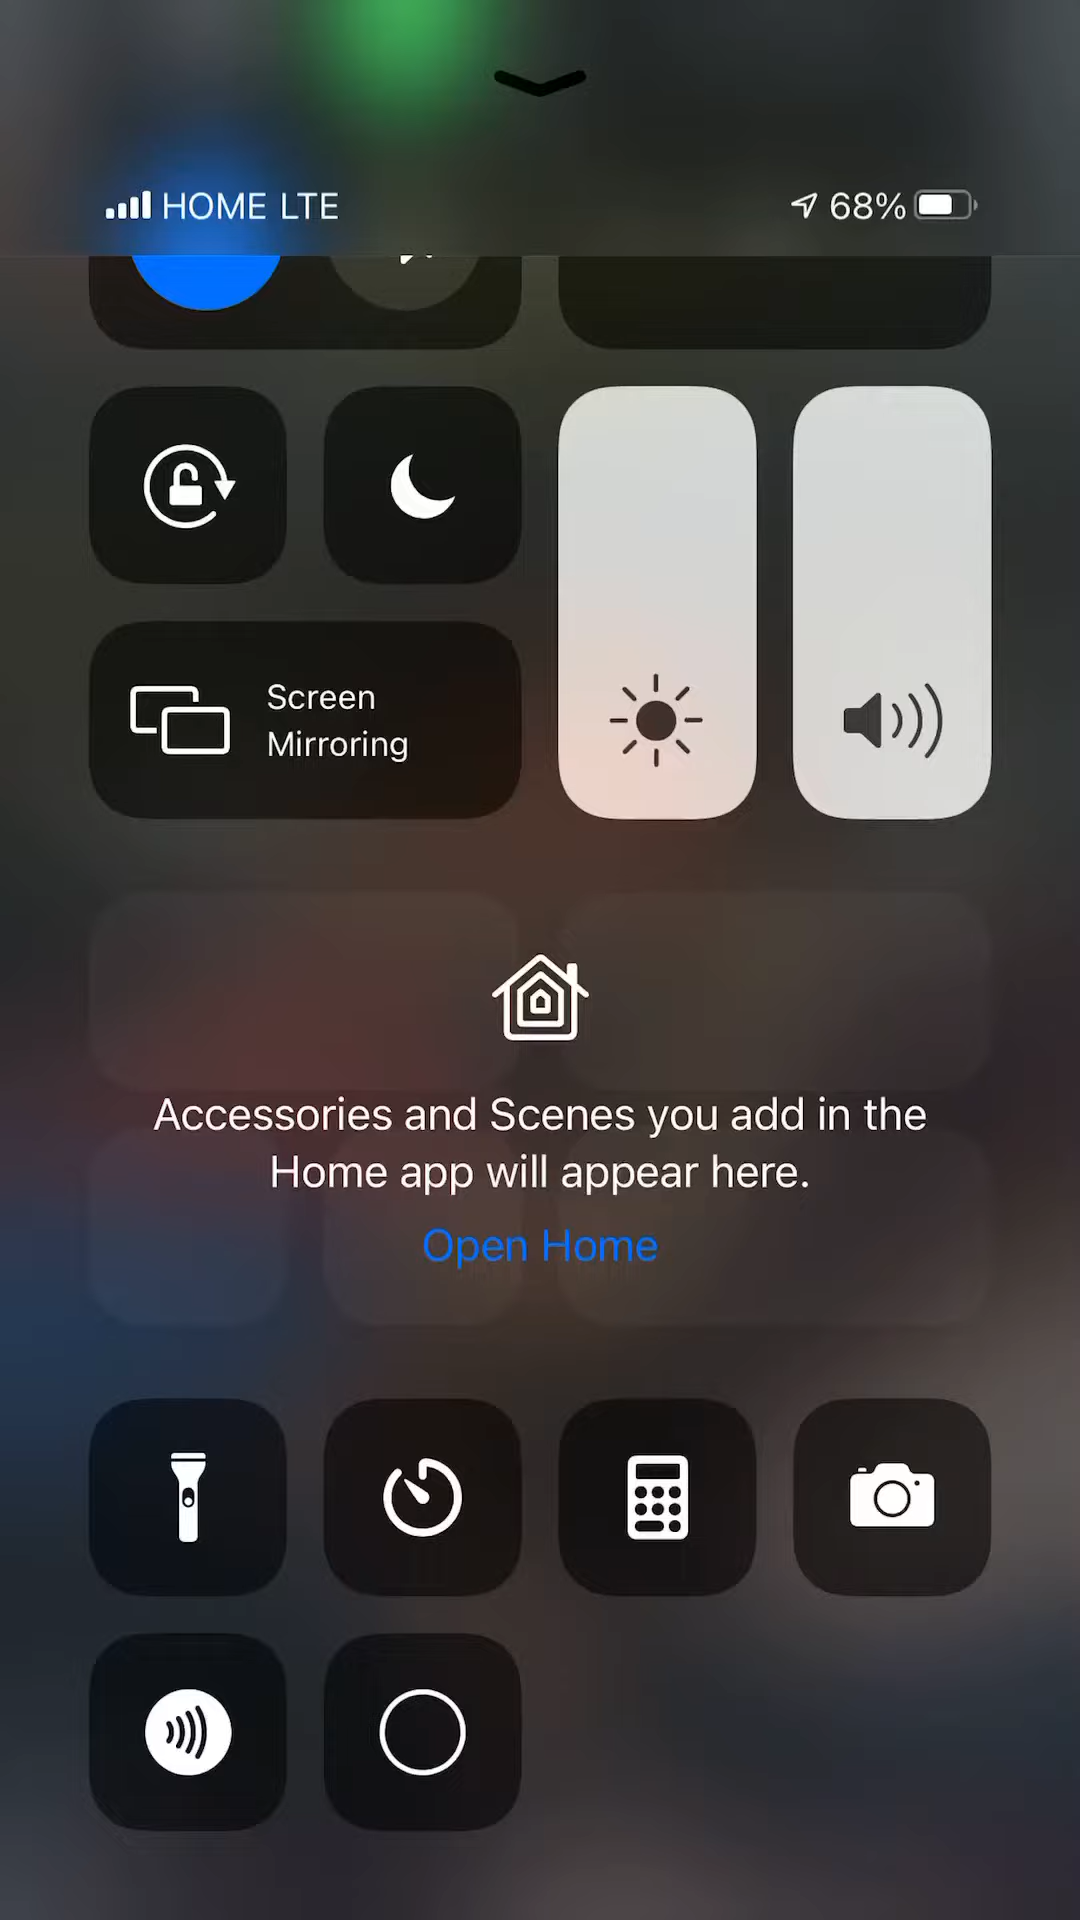 HOME LTE
68%
Screen
Mirroring
Accessories and Scenes you add in the
Home app will appear here.
Open Home